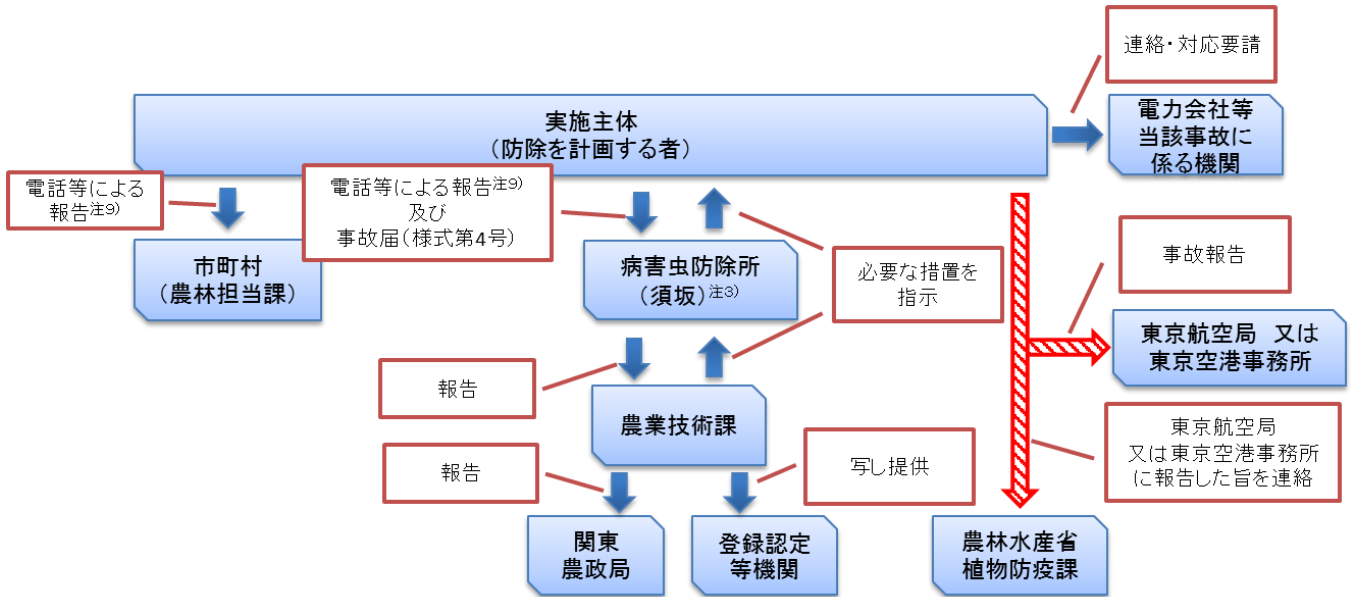 連絡・対応要請
実施主体
(防除を計画する者)
電力会社等
当該事故に
係る機関
電話等による
報告注9)
電話等による報告注9)
及び
事故届(様式第4号)
市町村
(農林担当課)
病害虫防除所
(須坂)注3)
必要な措置を
指示
事故報告
東京航空局 又は
東京空港事務所
報告
農業技術課
東京航空局
又は東京空港事務所
に報告した旨を連絡
報告
写し提供
関東
農政局
登録認定
等機関
農林水産省
植物防疫課